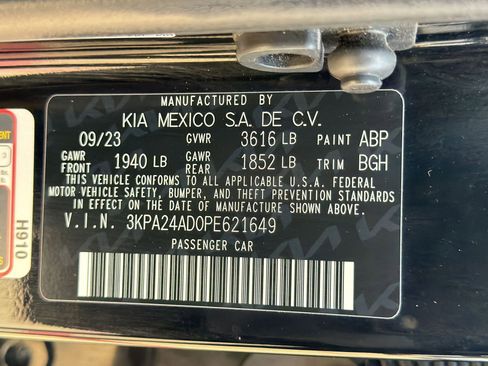 MANUFACTURED BY
KIA MEXICO S.A. DE C.V.
09/23 GVWR 3616 LB PAINT ABP
GAWR FRONT 1940 LB GAWR REAR 1852 LB TRIM BGH
THIS VEHICLE CONFORMS TO ALL APPLICABLE U.S.A. FEDERAL
MOTOR VEHICLE SAFETY, BUMPER, AND THEFT PREVENTION STANDARDS
IN EFFECT ON THE DATE OF MANUFACTURE SHOWN ABOVE.
V.I.N. 3KPA24AD0PE621649
PASSENGER CAR
H910